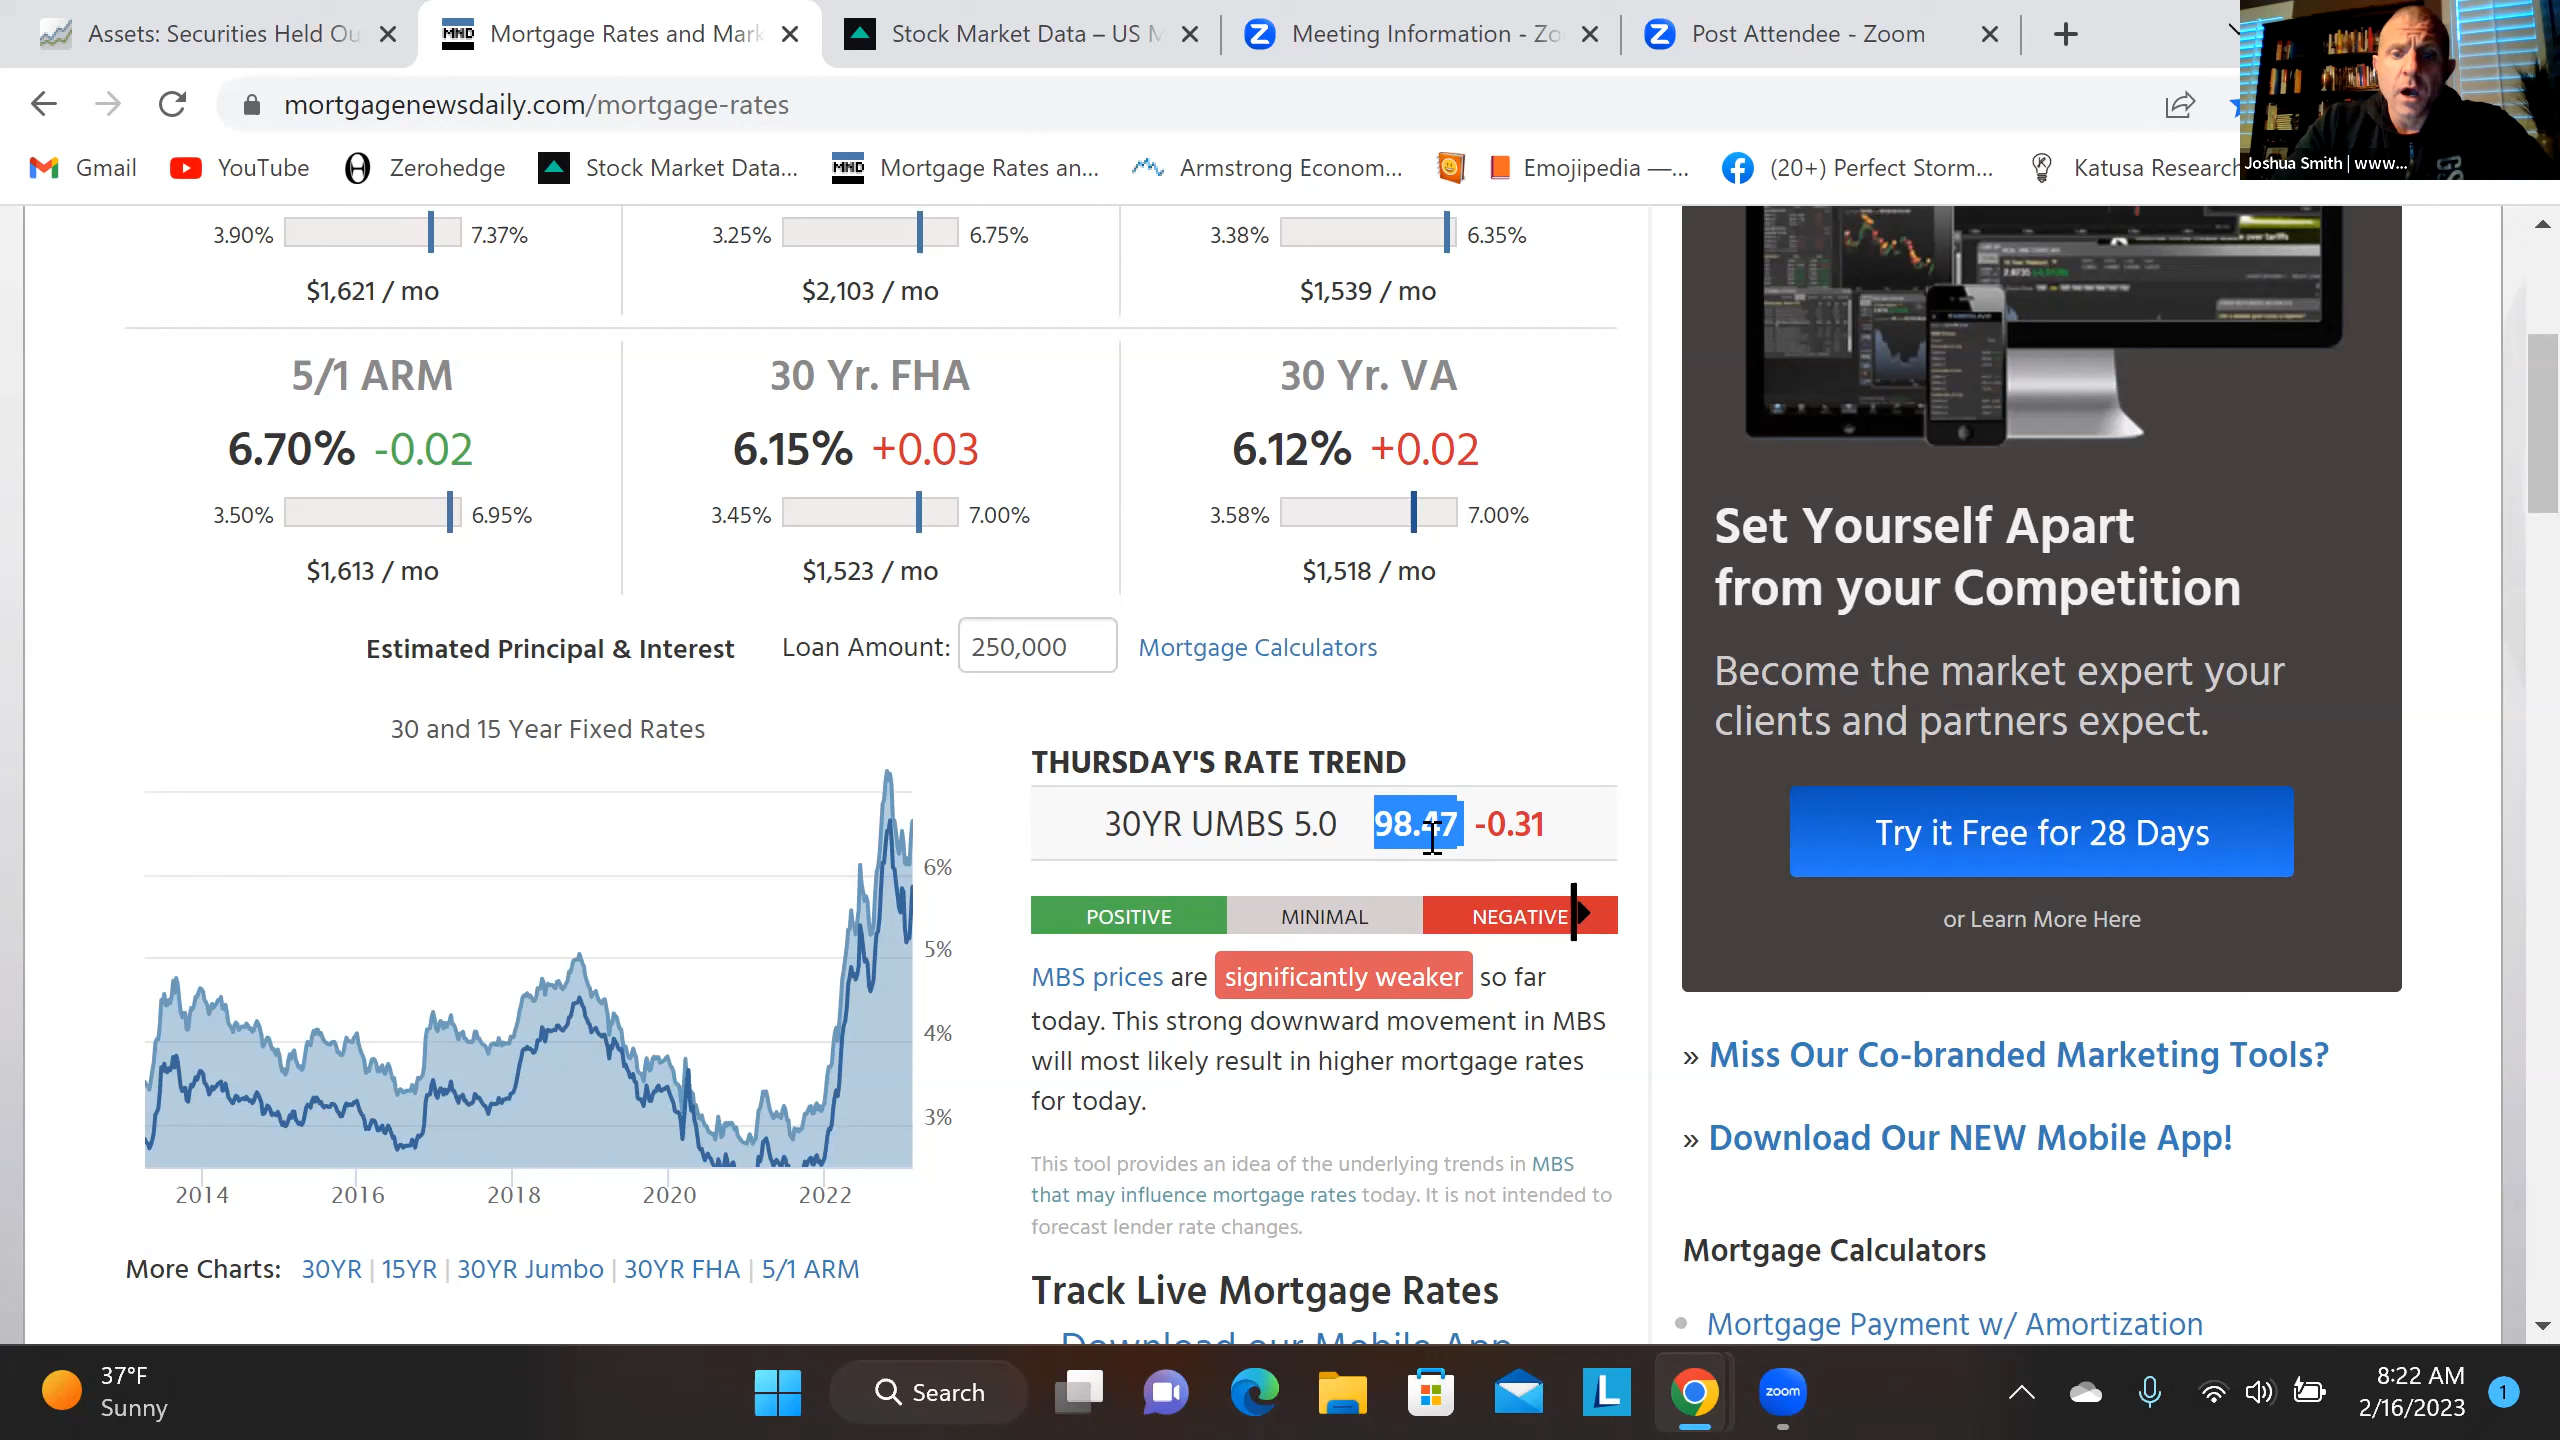 Assets: Securities Held Ou
MND Mortgage Rates and Mark
Stock Market Data – US M
Meeting Information - Zo
Post Attendee - Zoom
mortgagenewsdaily.com/mortgage-rates
Gmail
YouTube
Zerohedge
Stock Market Data...
MND Mortgage Rates an...
Armstrong Econom...
Emojipedia —...
(20+) Perfect Storm...
Katusa Research
Joshua Smith | www...
3.90% 7.37%
3.25% 6.75%
3.38% 6.35%
$1,621 / mo
$2,103 / mo
$1,539 / mo
5/1 ARM
30 Yr. FHA
30 Yr. VA
6.70% -0.02
6.15% +0.03
6.12% +0.02
3.50% 6.95%
3.45% 7.00%
3.58% 7.00%
$1,613 / mo
$1,523 / mo
$1,518 / mo
Estimated Principal & Interest Loan Amount: 250,000 Mortgage Calculators
30 and 15 Year Fixed Rates
6%
5%
4%
3%
2014 2016 2018 2020 2022
More Charts: 30YR | 15YR | 30YR Jumbo | 30YR FHA | 5/1 ARM
THURSDAY'S RATE TREND
30YR UMBS 5.0 98.47 -0.31
POSITIVE MINIMAL NEGATIVE
MBS prices are significantly weaker so far
today. This strong downward movement in MBS
will most likely result in higher mortgage rates
for today.
This tool provides an idea of the underlying trends in MBS
that may influence mortgage rates today. It is not intended to
forecast lender rate changes.
Track Live Mortgage Rates
Download our Mobile App
Set Yourself Apart
from your Competition
Become the market expert your
clients and partners expect.
Try it Free for 28 Days
or Learn More Here
» Miss Our Co-branded Marketing Tools?
» Download Our NEW Mobile App!
Mortgage Calculators
Mortgage Payment w/ Amortization
37°F
Sunny
Search
L
zoom
8:22 AM
2/16/2023
1